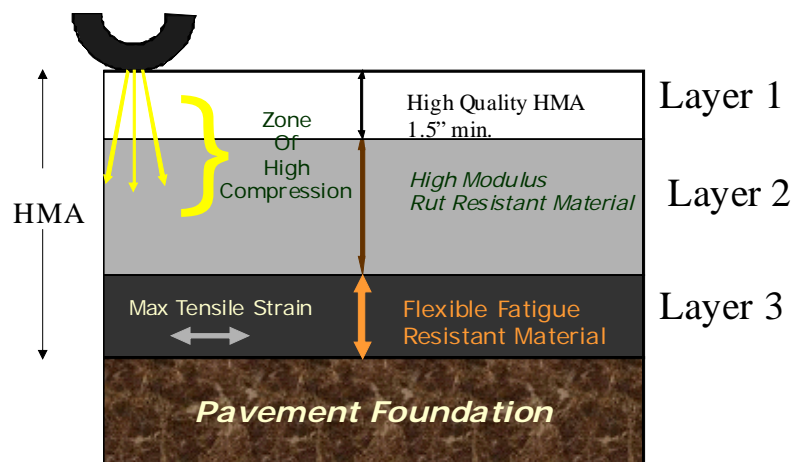 High Quality HMA
1.5” min.
Layer 1
Zone
Of
High
Compression
High Modulus
Rut Resistant Material
Layer 2
HMA
Max Tensile Strain
Flexible Fatigue
Resistant Material
Layer 3
Pavement Foundation